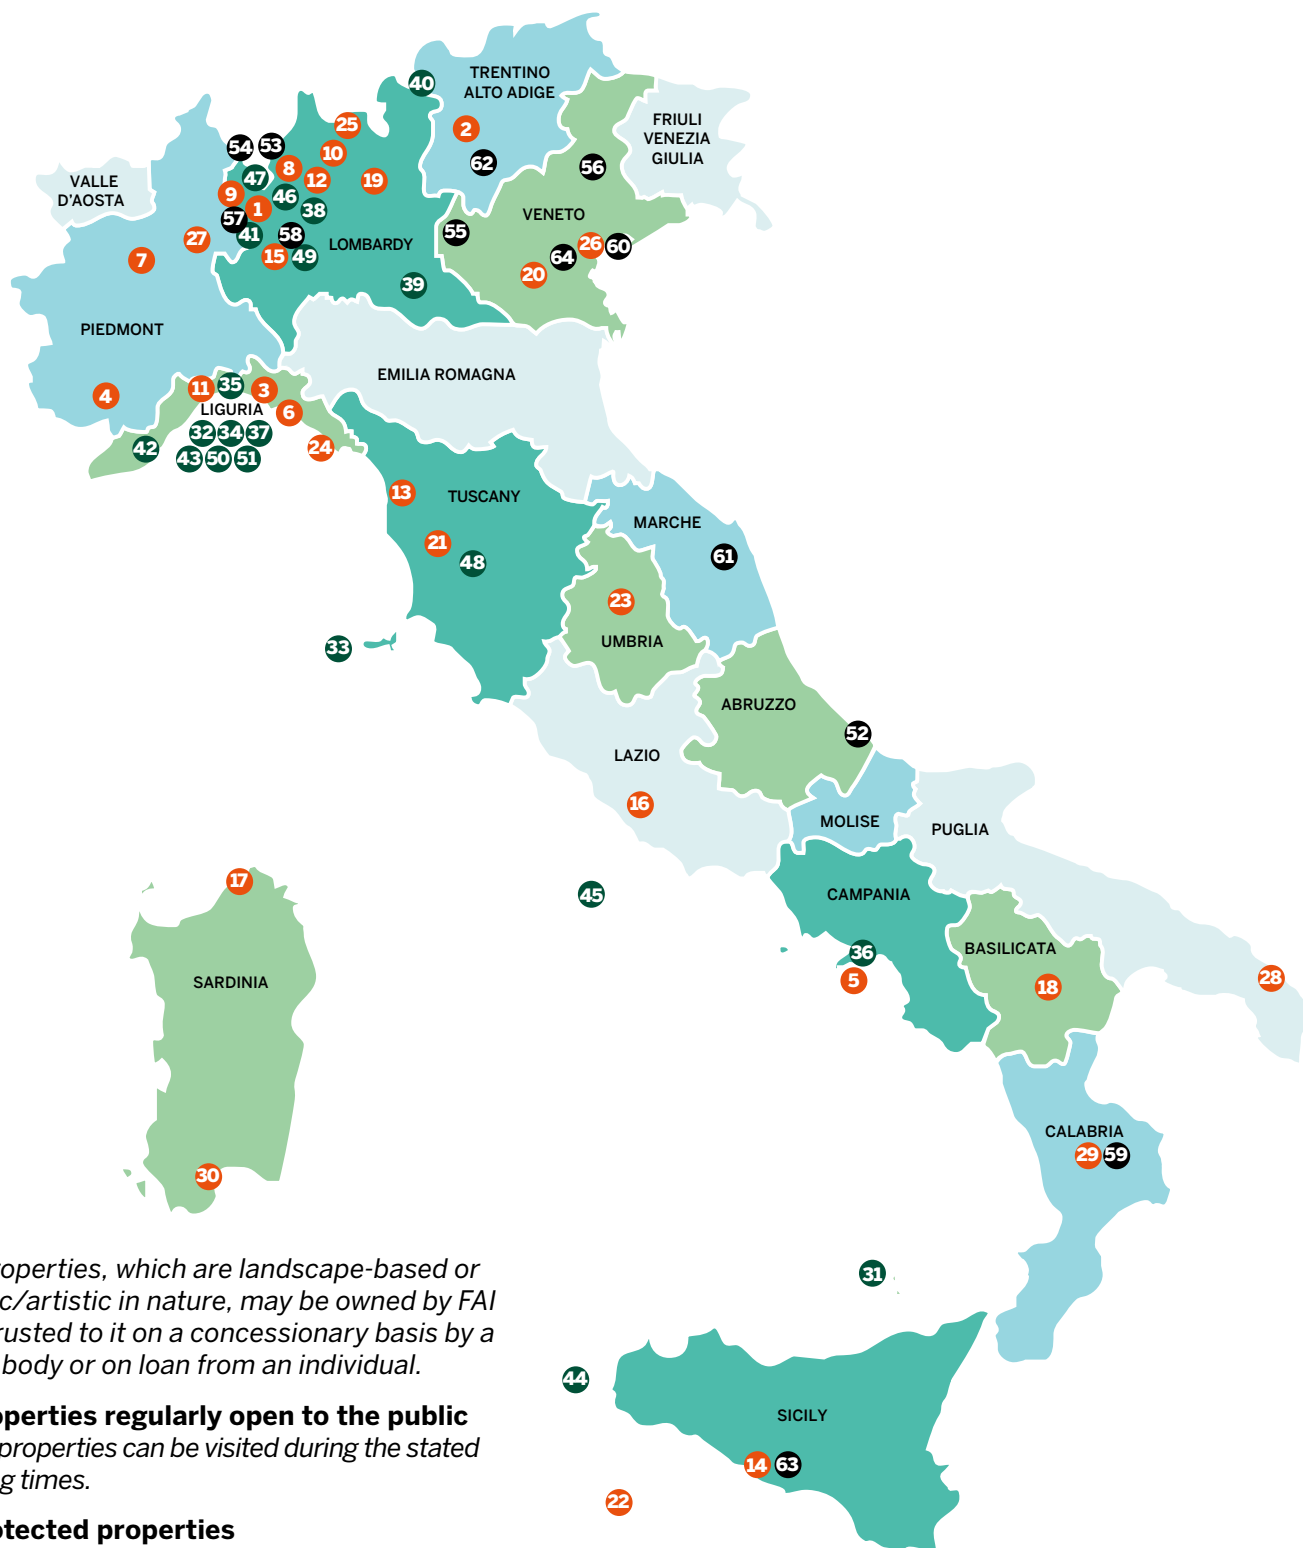 40
TRENTINO
ALTO ADIGE
25
2
FRIULI
VENEZIA
GIULIA
54
53
10
62
8
56
VALLE
D'AOSTA
47
12
19
9
46
1
38
57
VENETO
41
58
55
LOMBARDY
27
26
60
7
15
49
64
20
39
PIEDMONT
EMILIA ROMAGNA
4
11
35
3
LIGURIA
6
32
34
37
42
24
43
50
51
13
TUSCANY
MARCHE
21
48
61
23
UMBRIA
33
ABRUZZO
52
LAZIO
16
MOLISE
PUGLIA
17
45
CAMPANIA
36
BASILICATA
5
18
28
SARDINIA
CALABRIA
29
59
30
operties, which are landscape-based or
c/artistic in nature, may be owned by FAI
rusted to it on a concessionary basis by a
body or on loan from an individual.
31
44
operties regularly open to the public
properties can be visited during the stated
g times.
SICILY
14
63
22
otected properties